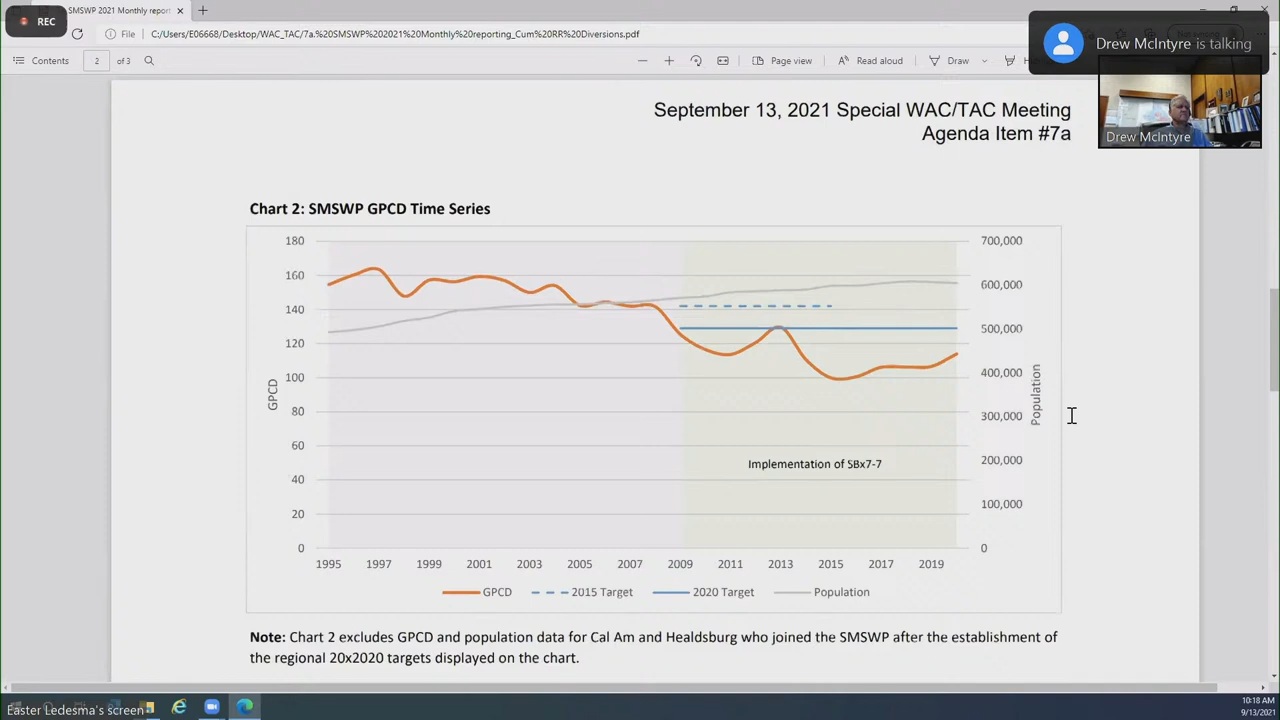 REC
SMSWP 2021 Monthly report
File
C:/Users/E06668/Desktop/WAC_TAC/7a.%20SMSWP%202021%20Monthly%20reporting_Cum%20RR%20Diversions.pdf
Drew McIntyre is talking
Drew McIntyre
Contents
2
of 3
Page view
Read aloud
Draw
September 13, 2021 Special WAC/TAC Meeting
Agenda Item #7a
Chart 2: SMSWP GPCD Time Series
180
160
140
120
100
80
60
40
20
0
GPCD
700,000
600,000
500,000
400,000
300,000
200,000
100,000
0
Population
Implementation of SBx7-7
1995 1997 1999 2001 2003 2005 2007 2009 2011 2013 2015 2017 2019
GPCD 2015 Target 2020 Target Population
Note: Chart 2 excludes GPCD and population data for Cal Am and Healdsburg who joined the SMSWP after the establishment of
the regional 20x2020 targets displayed on the chart.
Easter Ledesma's screen
10:18 AM
9/13/2021